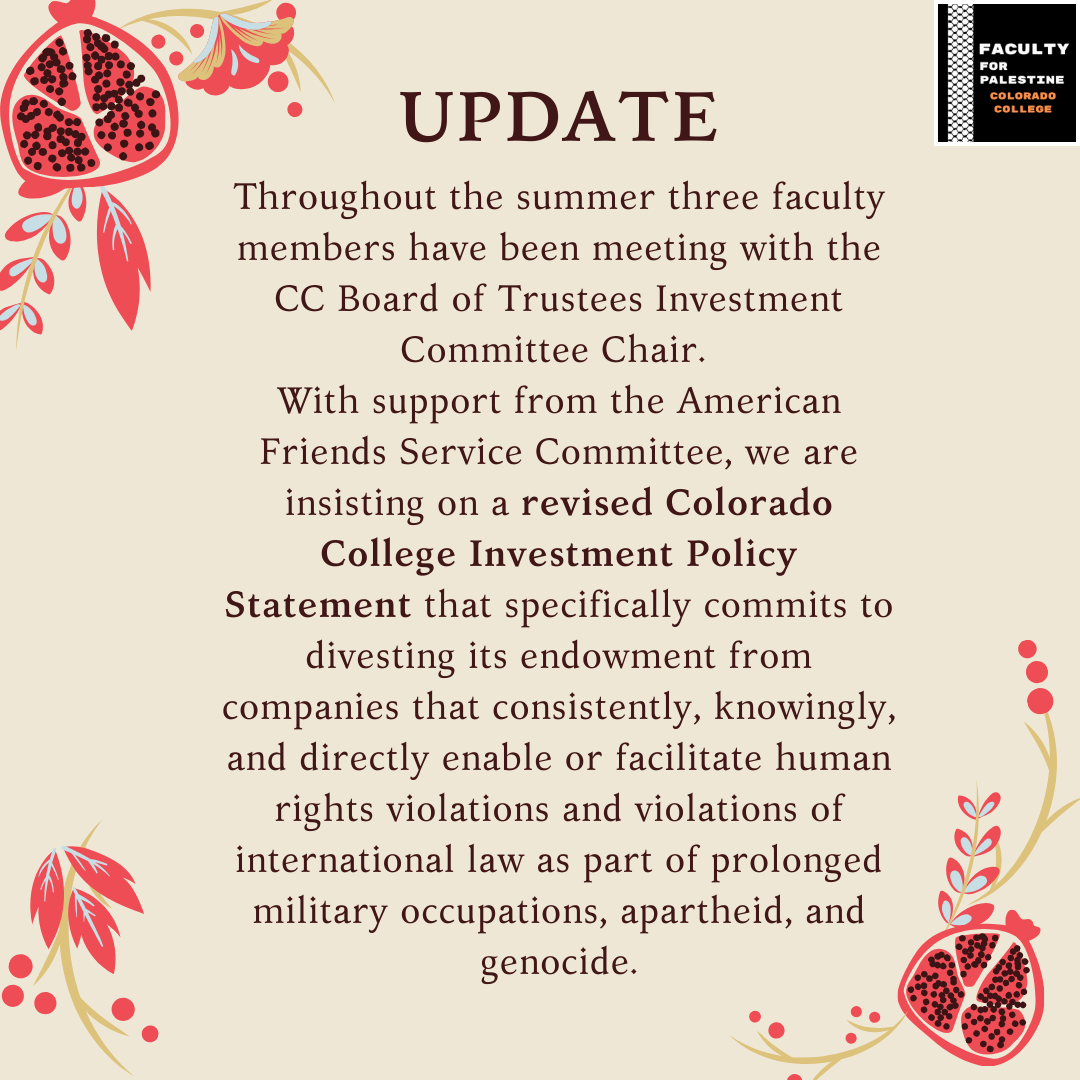 FACULTY
FOR
PALESTINE
COLORADO
COLLEGE
UPDATE
Throughout the summer three faculty
members have been meeting with the
CC Board of Trustees Investment
Committee Chair.
With support from the American
Friends Service Committee, we are
insisting on a revised Colorado
College Investment Policy
Statement that specifically commits to
divesting its endowment from
companies that consistently, knowingly,
and directly enable or facilitate human
rights violations and violations of
international law as part of prolonged
military occupations, apartheid, and
genocide.